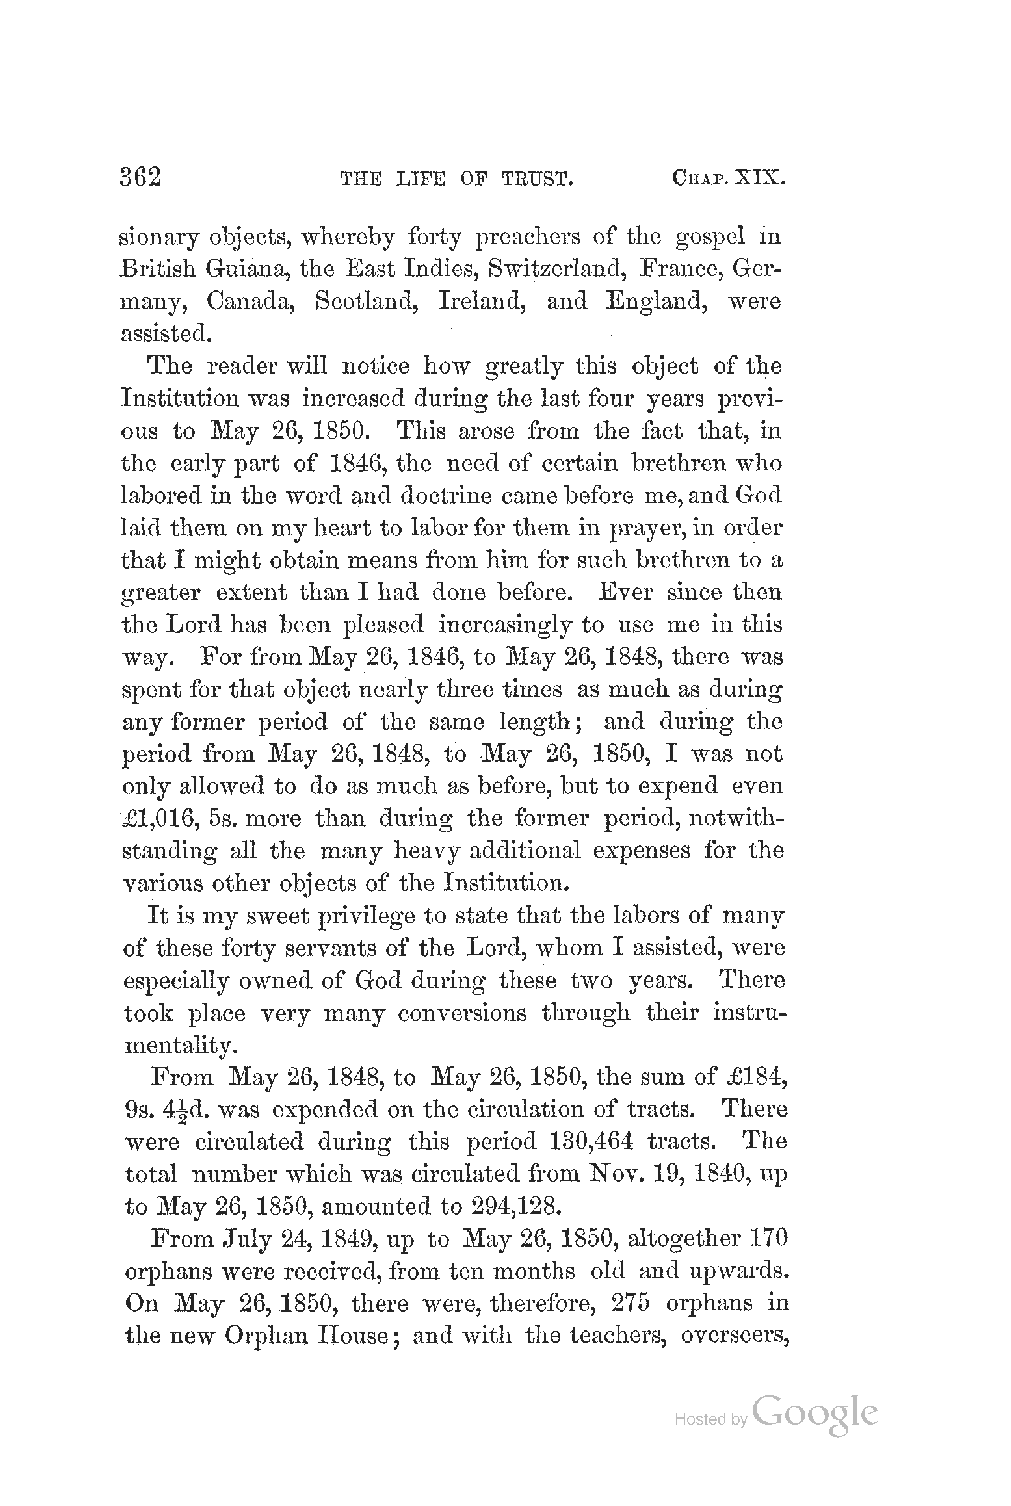 362 THE LIFE OF TRUST. CHAP. XIX.
sionary objects, whereby forty preachers of the gospel in
British Guiana, the East Indies, Switzerland, France, Ger-
many, Canada, Scotland, Ireland, and England, were
assisted.
The reader will notice how greatly this object of the
Institution was increased during the last four years previ-
ous to May 26, 1850. This arose from the fact that, in
the early part of 1846, the need of certain brethren who
labored in the word and doctrine came before me, and God
laid them on my heart to labor for them in prayer, in order
that I might obtain means from him for such brethren to a
greater extent than I had done before. Ever since then
the Lord has been pleased increasingly to use me in this
way. For from May 26, 1846, to May 26, 1848, there was
spent for that object nearly three times as much as during
any former period of the same length; and during the
period from May 26, 1848, to May 26, 1850, I was not
only allowed to do as much as before, but to expend even
£1,016, 5s. more than during the former period, notwith-
standing all the many heavy additional expenses for the
various other objects of the Institution.
It is my sweet privilege to state that the labors of many
of these forty servants of the Lord, whom I assisted, were
especially owned of God during these two years. There
took place very many conversions through their instru-
mentality.
From May 26, 1848, to May 26, 1850, the sum of £184,
9s. 4½d. was expended on the circulation of tracts. There
were circulated during this period 130,464 tracts. The
total number which was circulated from Nov. 19, 1840, up
to May 26, 1850, amounted to 294,128.
From July 24, 1849, up to May 26, 1850, altogether 170
orphans were received, from ten months old and upwards.
On May 26, 1850, there were, therefore, 275 orphans in
the new Orphan House; and with the teachers, overseers,
Hosted by Google